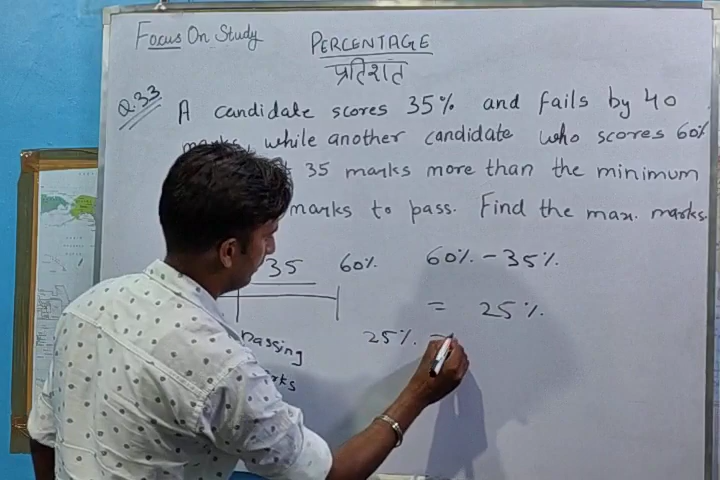 Focus On Study
PERCENTAGE
प्रतिशत
Q.33
A candidate scores 35% and fails by 40
marks, while another candidate who scores 60%
35 marks more than the minimum
marks to pass. Find the max. marks.
35 60% 60% - 35%.
= 25%.
passing 25%. =